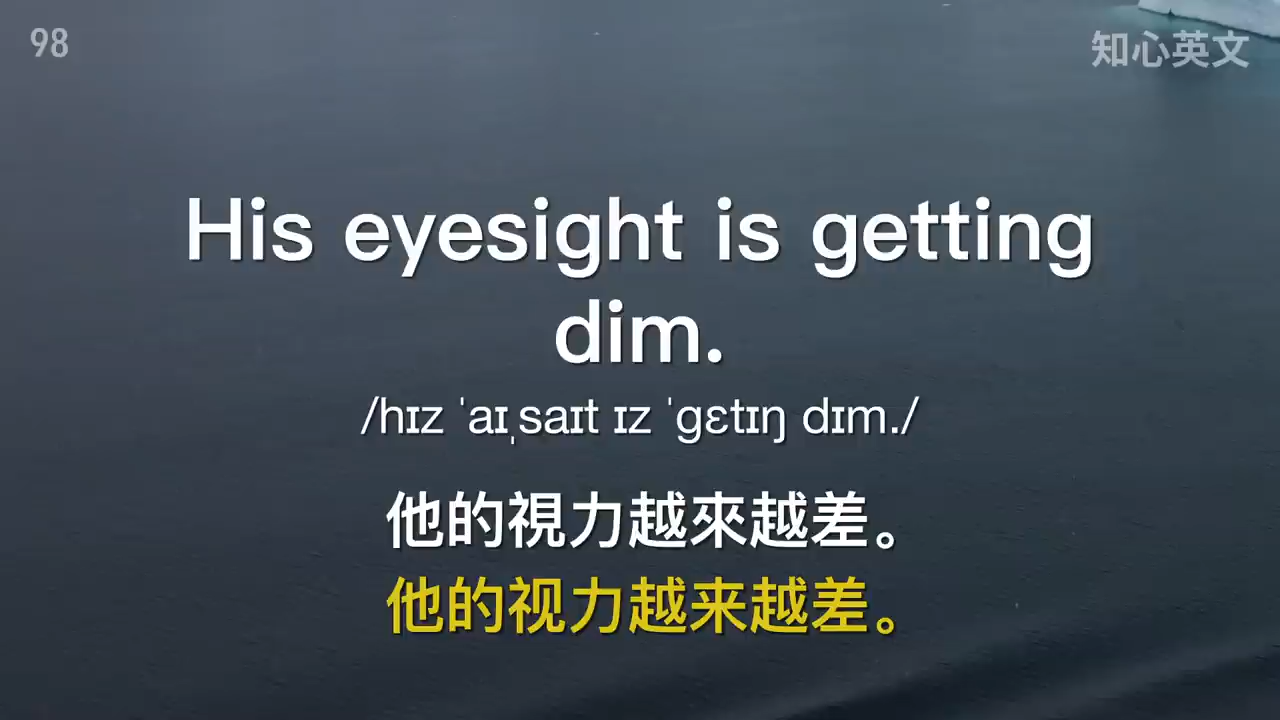 98
知心英文
His eyesight is getting
dim.
/hɪz ˈaɪˌsaɪt ɪz ˈɡɛtɪŋ dɪm./
他的視力越來越差。
他的视力越来越差。